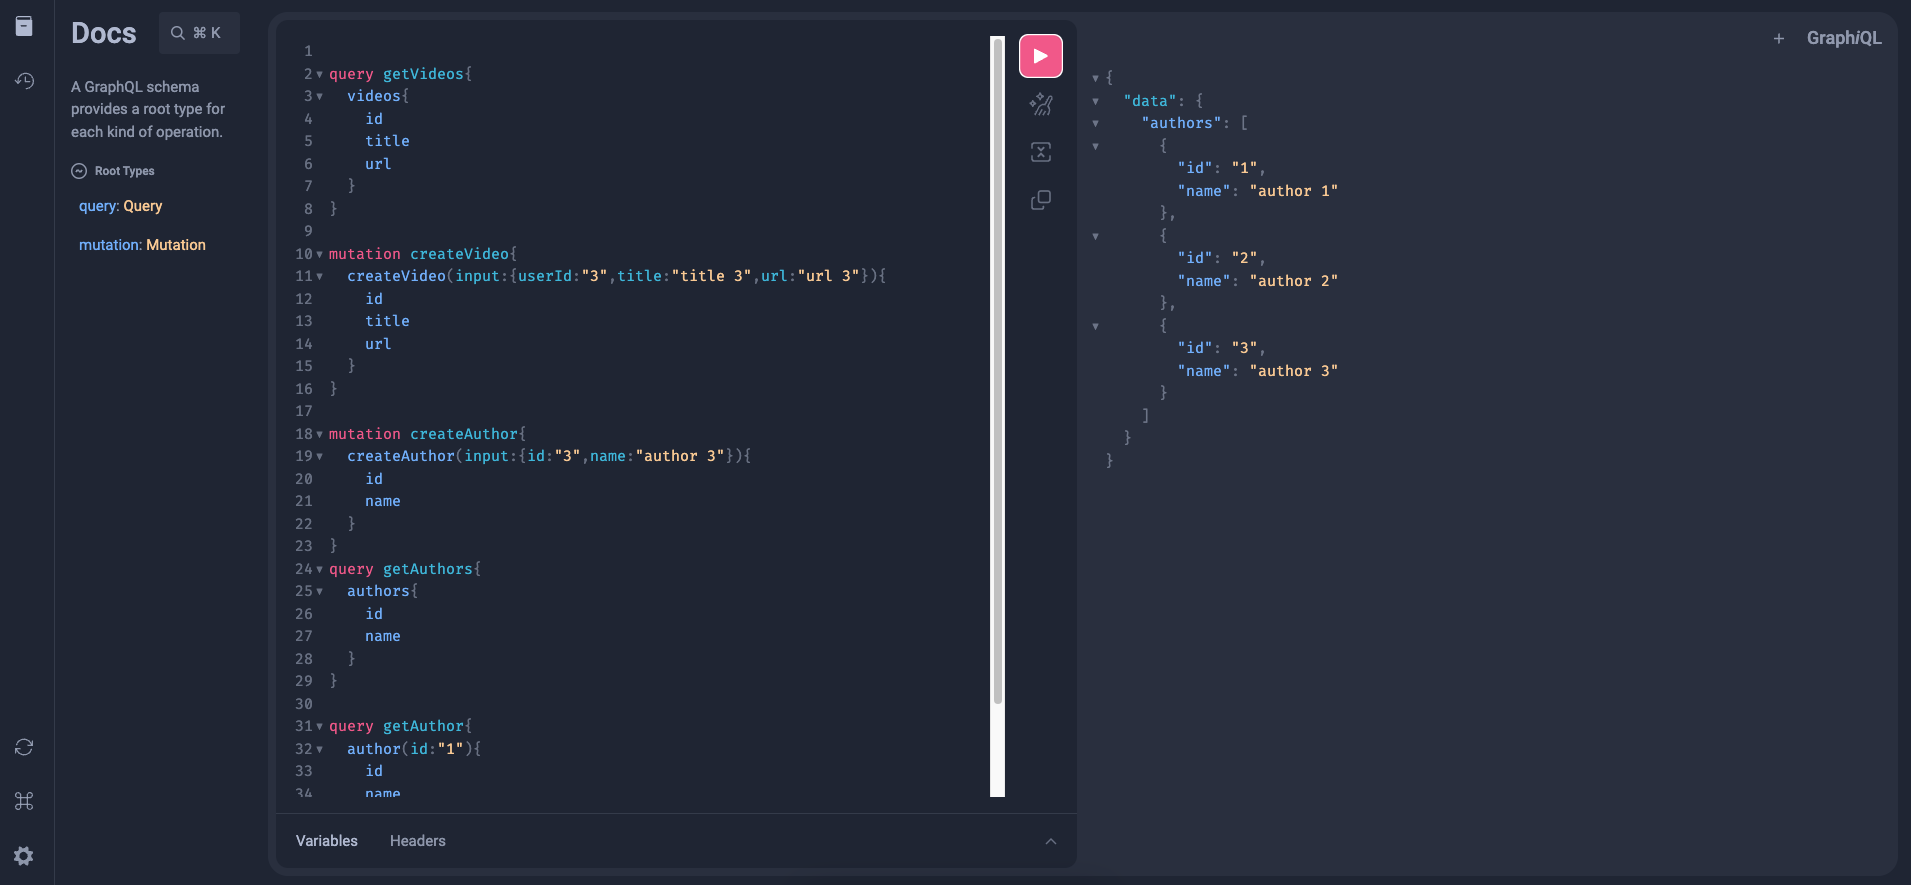 Docs
⌘ K
A GraphQL schema
provides a root type for
each kind of operation.
Root Types
query: Query
mutation: Mutation
1
2 query getVideos{
3 videos{
4 id
5 title
6 url
7 }
8 }
9
10 mutation createVideo{
11 createVideo(input:{userId:"3",title:"title 3",url:"url 3"}){
12 id
13 title
14 url
15 }
16 }
17
18 mutation createAuthor{
19 createAuthor(input:{id:"3",name:"author 3"}){
20 id
21 name
22 }
23 }
24 query getAuthors{
25 authors{
26 id
27 name
28 }
29 }
30
31 query getAuthor{
32 author(id:"1"){
33 id
34 name
Variables Headers
+ GraphiQL
{
"data": {
"authors": [
{
"id": "1",
"name": "author 1"
},
{
"id": "2",
"name": "author 2"
},
{
"id": "3",
"name": "author 3"
}
]
}
}